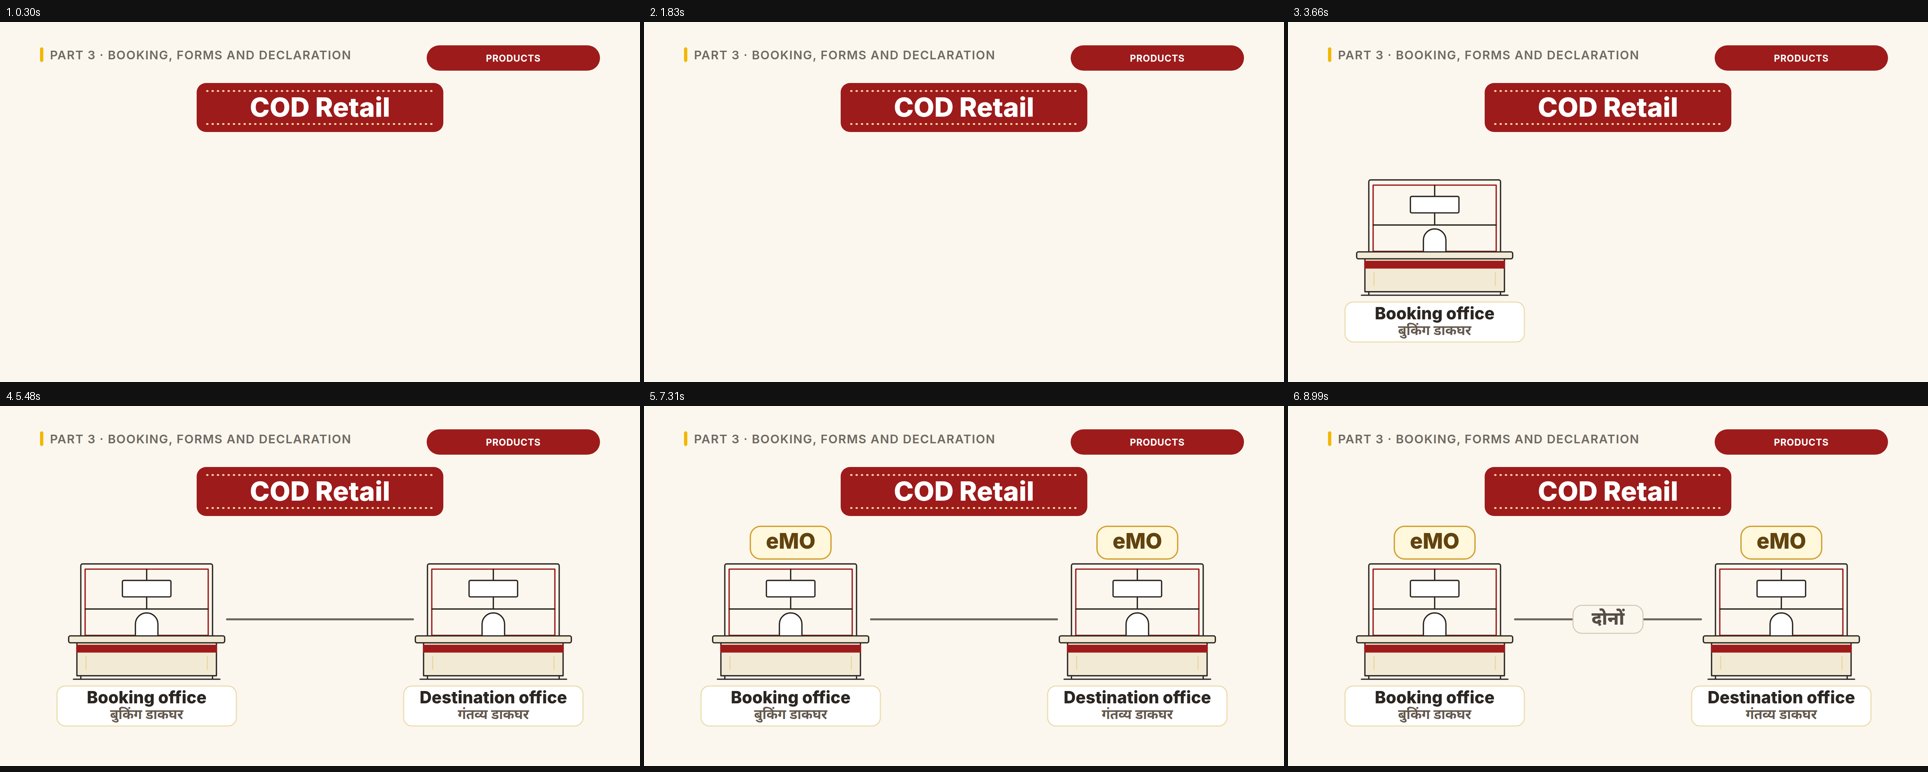 1. 0.30s
PART 3 · BOOKING, FORMS AND DECLARATION
PRODUCTS
COD Retail
2. 1.83s
PART 3 · BOOKING, FORMS AND DECLARATION
PRODUCTS
COD Retail
3. 3.66s
PART 3 · BOOKING, FORMS AND DECLARATION
PRODUCTS
COD Retail
Booking office
बुकिंग डाकघर
4. 5.48s
PART 3 · BOOKING, FORMS AND DECLARATION
PRODUCTS
COD Retail
Booking office
बुकिंग डाकघर
Destination office
गंतव्य डाकघर
5. 7.31s
PART 3 · BOOKING, FORMS AND DECLARATION
PRODUCTS
COD Retail
eMO
eMO
Booking office
बुकिंग डाकघर
Destination office
गंतव्य डाकघर
6. 8.99s
PART 3 · BOOKING, FORMS AND DECLARATION
PRODUCTS
COD Retail
eMO
eMO
दोनों
Booking office
बुकिंग डाकघर
Destination office
गंतव्य डाकघर